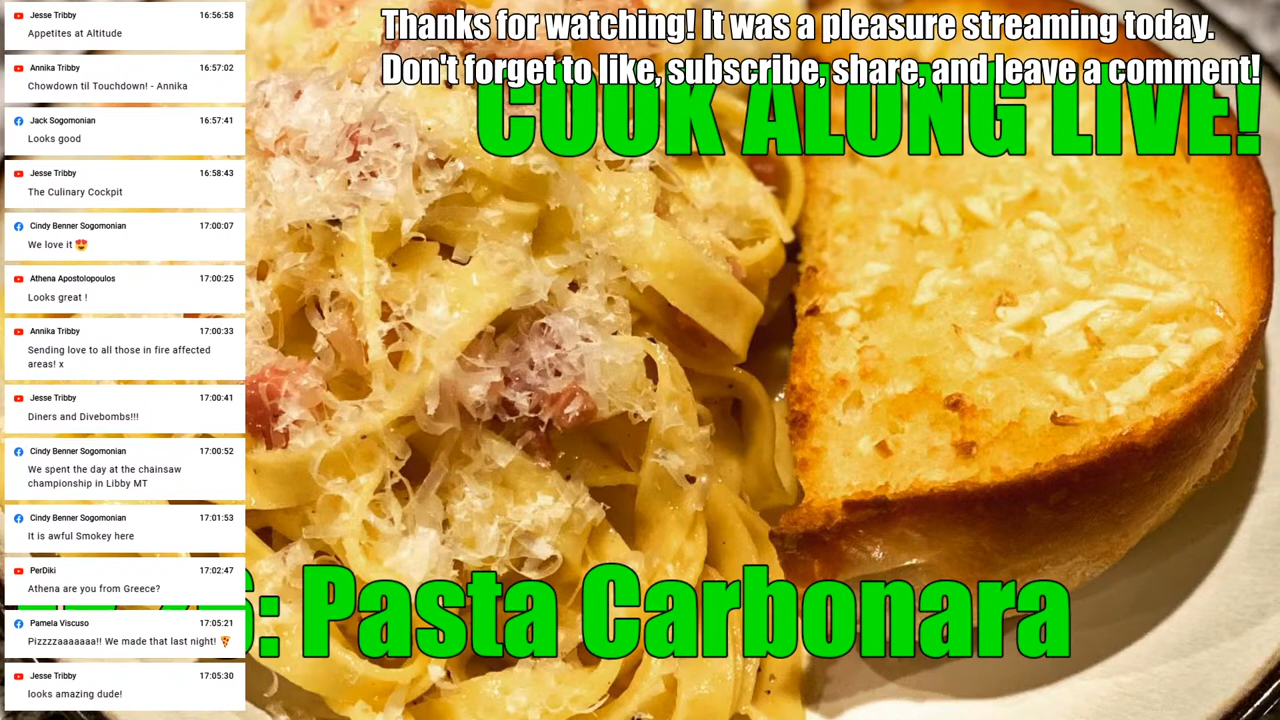 Jesse Tribby 16:56:58
Appetites at Altitude
Annika Tribby 16:57:02
Chowdown til Touchdown! - Annika
Jack Sogomonian 16:57:41
Looks good
Jesse Tribby 16:58:43
The Culinary Cockpit
Cindy Benner Sogomonian 17:00:07
We love it 😍
Athena Apostolopoulos 17:00:25
Looks great !
Annika Tribby 17:00:33
Sending love to all those in fire affected
areas! x
Jesse Tribby 17:00:41
Diners and Divebombs!!!
Cindy Benner Sogomonian 17:00:52
We spent the day at the chainsaw
championship in Libby MT
Cindy Benner Sogomonian 17:01:53
It is awful Smokey here
PerDiki 17:02:47
Athena are you from Greece?
Pamela Viscuso 17:05:21
Pizzzzaaaaaaa!! We made that last night! 🍕
Jesse Tribby 17:05:30
looks amazing dude!
Thanks for watching! It was a pleasure streaming today.
Don't forget to like, subscribe, share, and leave a comment!
COOK ALONG LIVE!
: Pasta Carbonara